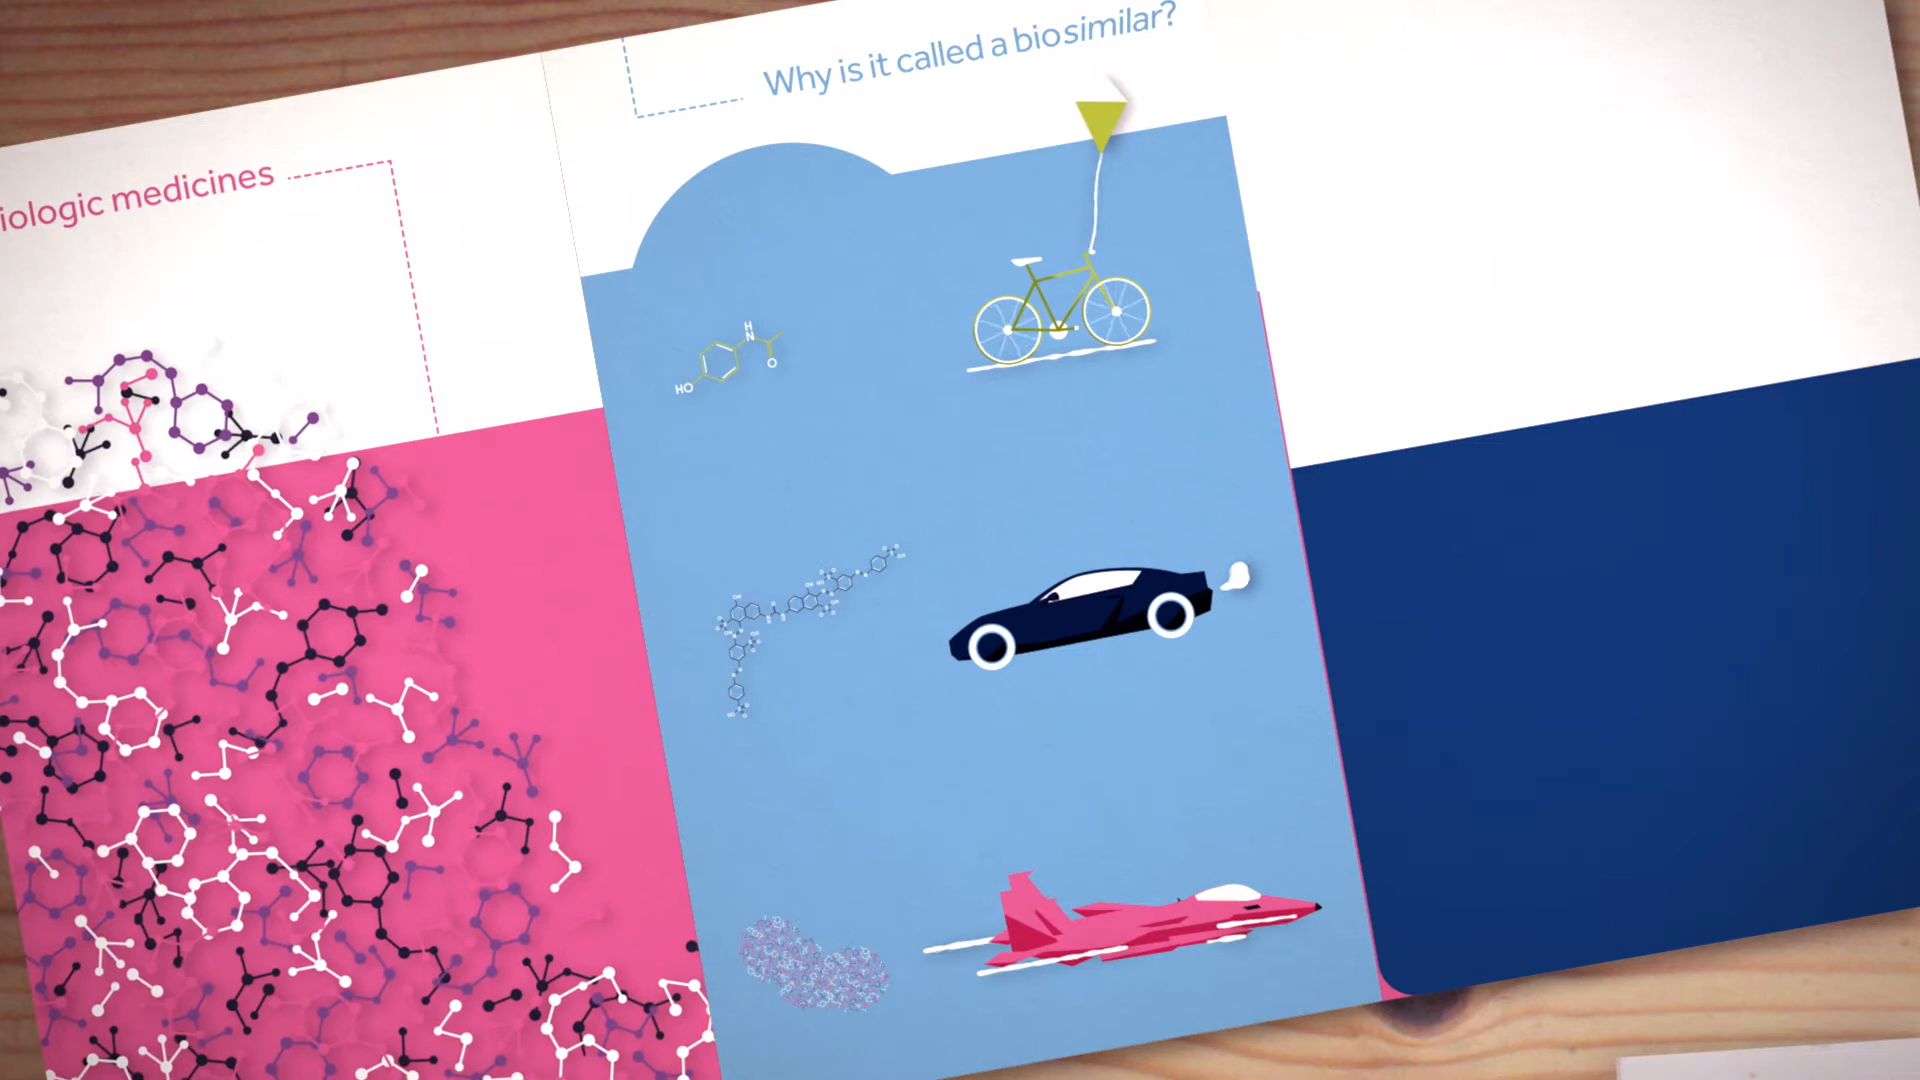 Why is it called a biosimilar?
iologic medicines
H
N
O
HO